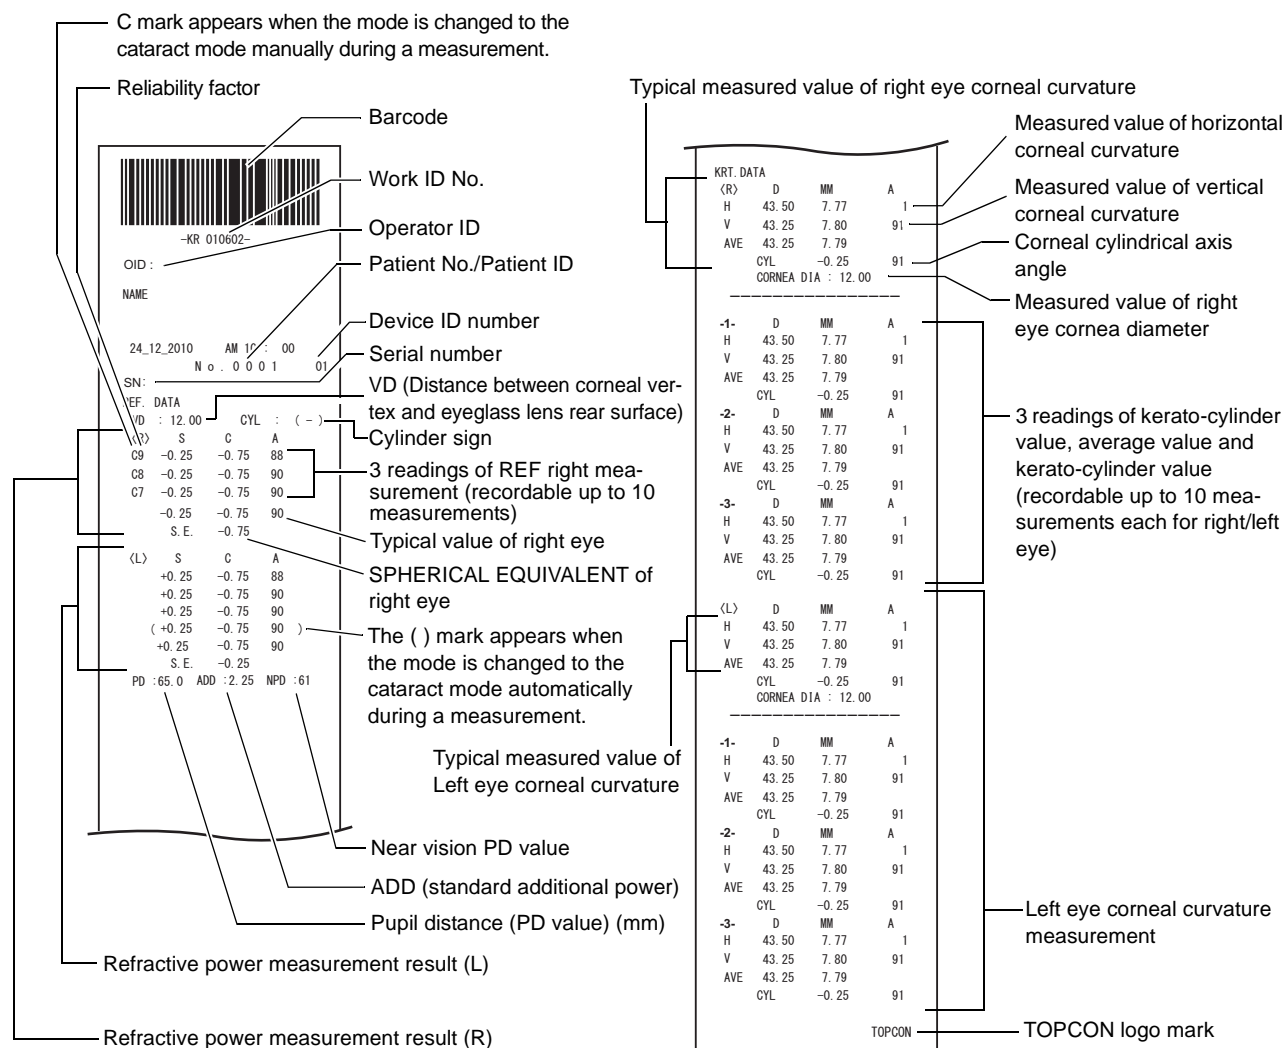 C mark appears when the mode is changed to the
cataract mode manually during a measurement.
Reliability factor
Barcode
Work ID No.
Operator ID
Patient No./Patient ID
Device ID number
Serial number
VD (Distance between corneal ver-
tex and eyeglass lens rear surface)
Cylinder sign
3 readings of REF right mea-
surement (recordable up to 10
measurements)
Typical value of right eye
SPHERICAL EQUIVALENT of
right eye
The ( ) mark appears when
the mode is changed to the
cataract mode automatically
during a measurement.
-KR 010602-
OID :
NAME
24_12_2010 AM 10 : 00
No. 0001 01
SN:
REF. DATA
VD : 12.00 CYL : (-)
<R> S C A
C9 -0.25 -0.75 88
C8 -0.25 -0.75 90
C7 -0.25 -0.75 90
-0.25 -0.75 90
S.E. -0.75
<L> S C A
+0.25 -0.75 88
+0.25 -0.75 90
+0.25 -0.75 90
( +0.25 -0.75 90 )
+0.25 -0.75 90
S.E. -0.25
PD :65.0 ADD :2.25 NPD :61
Near vision PD value
ADD (standard additional power)
Pupil distance (PD value) (mm)
Refractive power measurement result (L)
Refractive power measurement result (R)
Typical measured value of right eye corneal curvature
KRT.DATA
<R> D MM A
H 43.50 7.77 1
V 43.25 7.80 91
AVE 43.25 7.79
CYL -0.25 91
CORNEA DIA : 12.00
-1- D MM A
H 43.50 7.77 1
V 43.25 7.80 91
AVE 43.25 7.79
CYL -0.25 91
-2- D MM A
H 43.50 7.77 1
V 43.25 7.80 91
AVE 43.25 7.79
CYL -0.25 91
-3- D MM A
H 43.50 7.77 1
V 43.25 7.80 91
AVE 43.25 7.79
CYL -0.25 91
<L> D MM A
H 43.50 7.77 1
V 43.25 7.80 91
AVE 43.25 7.79
CYL -0.25 91
CORNEA DIA : 12.00
-1- D MM A
H 43.50 7.77 1
V 43.25 7.80 91
AVE 43.25 7.79
CYL -0.25 91
-2- D MM A
H 43.50 7.77 1
V 43.25 7.80 91
AVE 43.25 7.79
CYL -0.25 91
-3- D MM A
H 43.50 7.77 1
V 43.25 7.80 91
AVE 43.25 7.79
CYL -0.25 91
TOPCON
Measured value of horizontal
corneal curvature
Measured value of vertical
corneal curvature
Corneal cylindrical axis
angle
Measured value of right
eye cornea diameter
3 readings of kerato-cylinder
value, average value and
kerato-cylinder value
(recordable up to 10 mea-
surements each for right/left
eye)
Typical measured value of
Left eye corneal curvature
Left eye corneal curvature
measurement
TOPCON logo mark